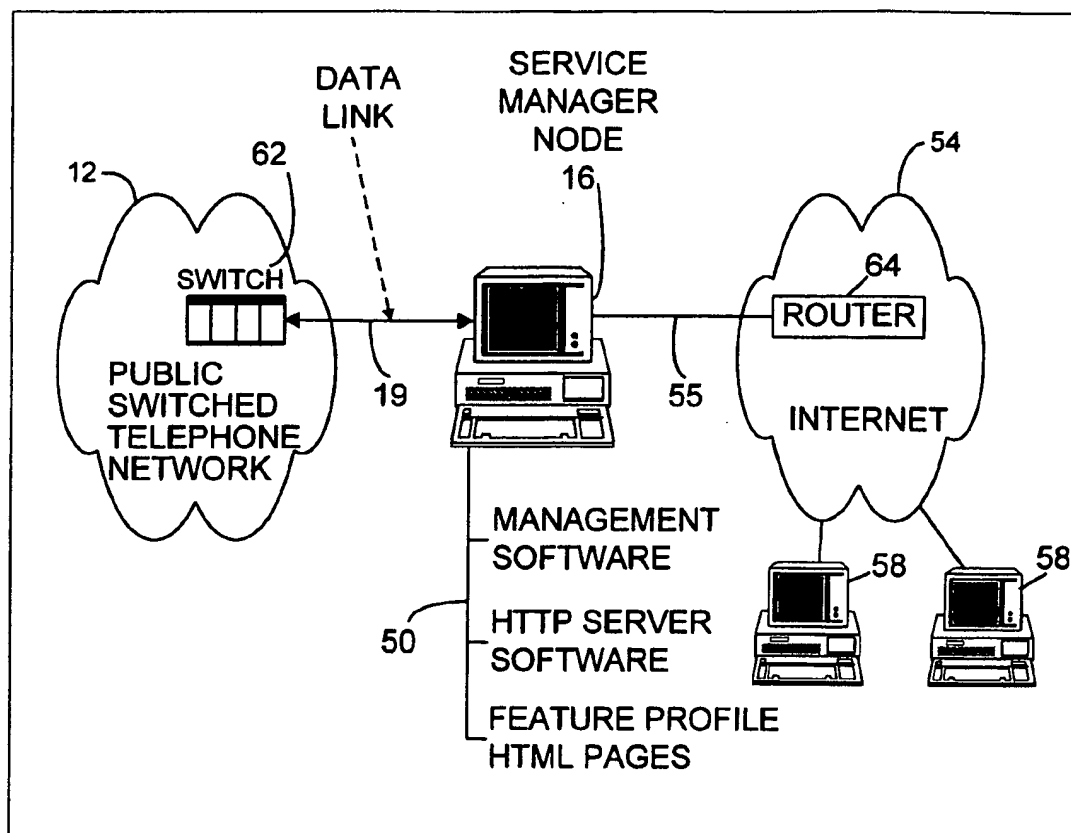 DATA
LINK
SERVICE
MANAGER
NODE
16
12
62
54
SWITCH
64
ROUTER
19
55
PUBLIC
SWITCHED
TELEPHONE
NETWORK
INTERNET
MANAGEMENT
SOFTWARE
58
58
50
HTTP SERVER
SOFTWARE
FEATURE PROFILE
HTML PAGES